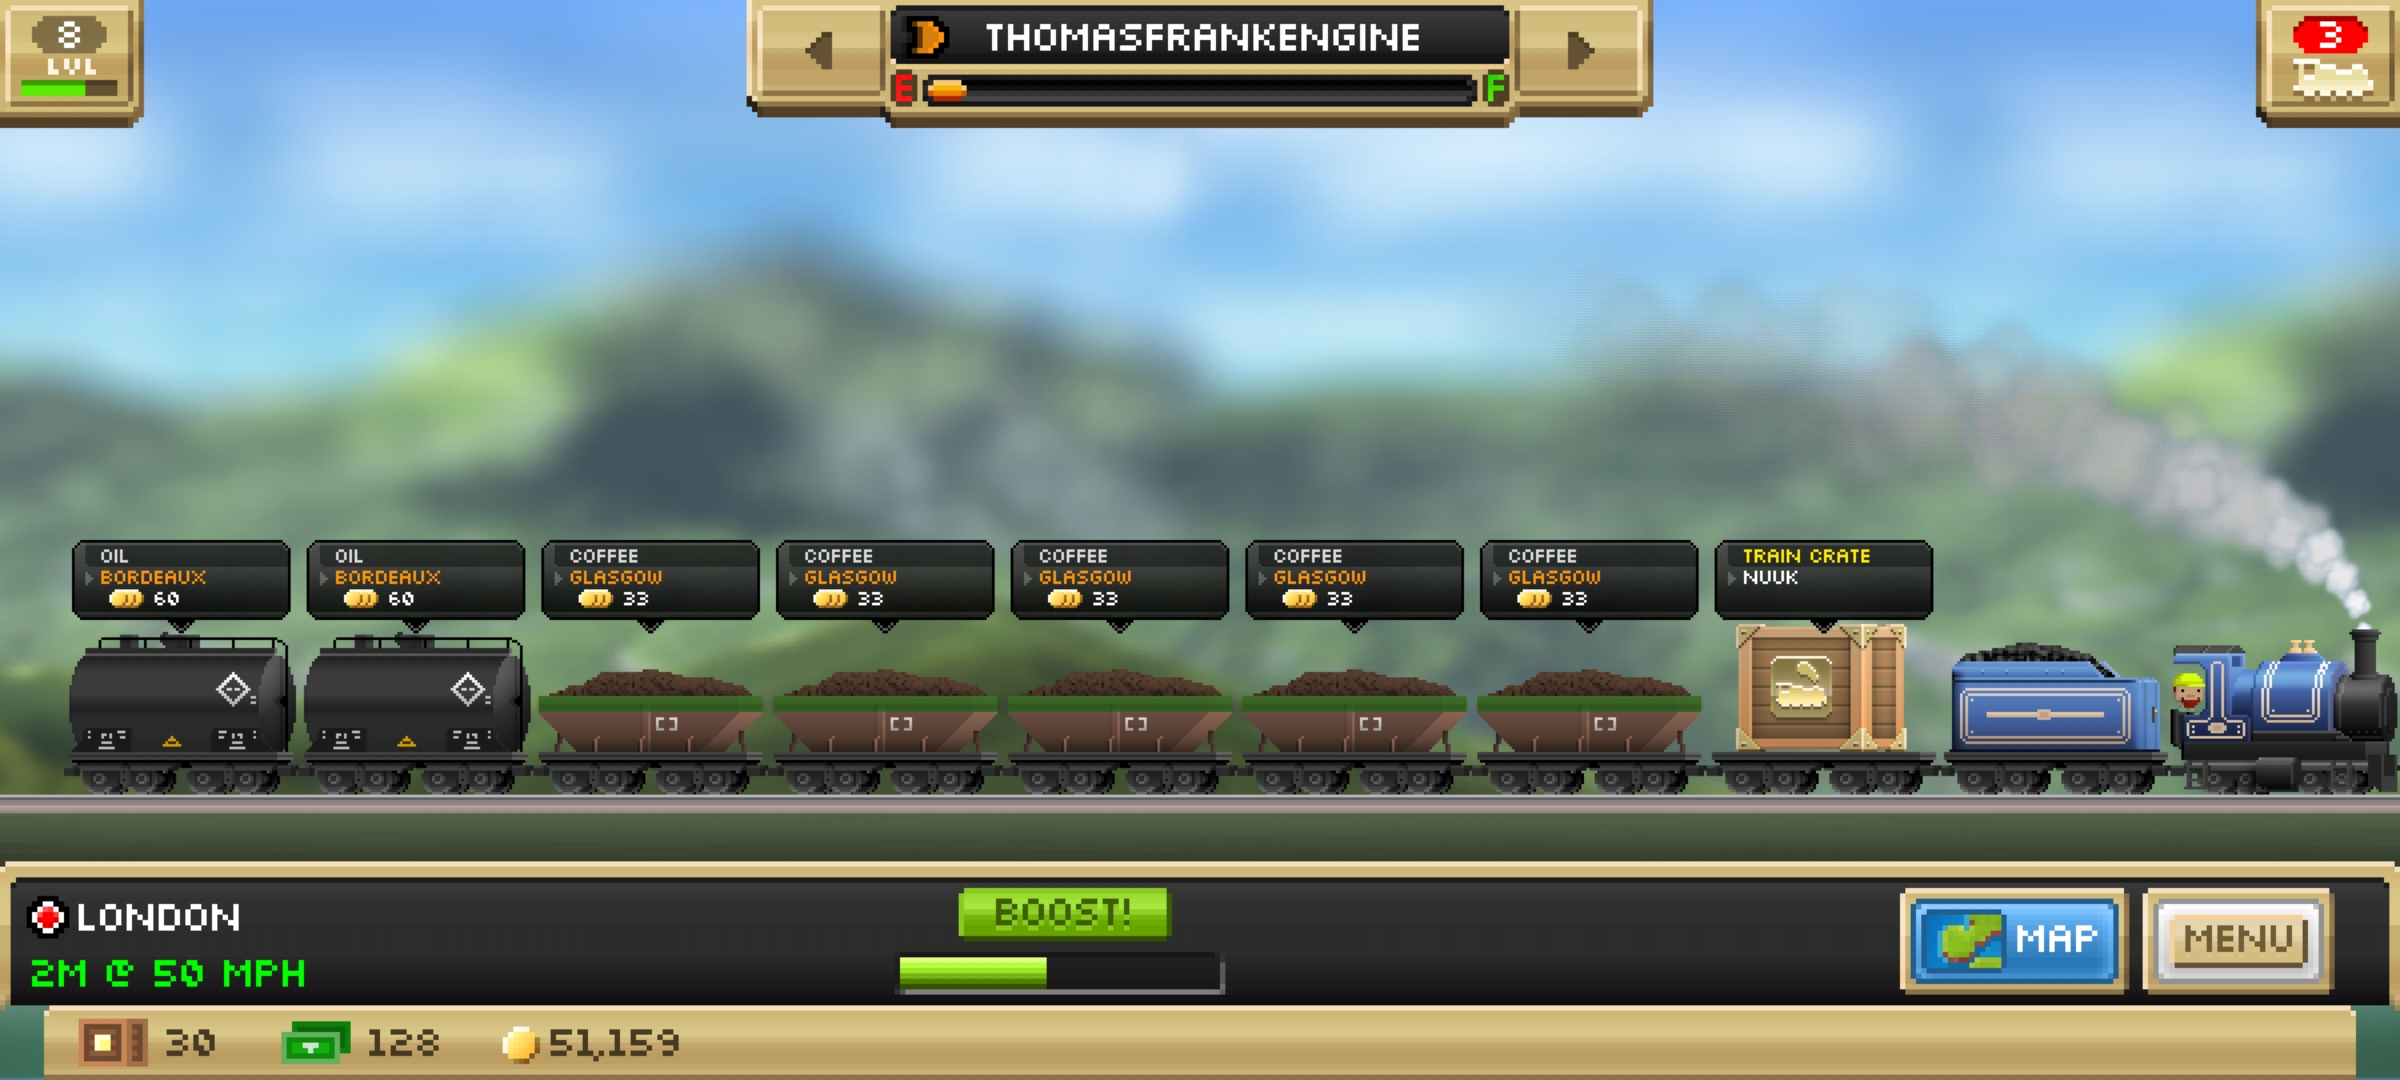 8
LVL
THOMASFRANKENGINE
E F
3
OIL
BORDEAUX
60
OIL
BORDEAUX
60
COFFEE
GLASGOW
33
COFFEE
GLASGOW
33
COFFEE
GLASGOW
33
COFFEE
GLASGOW
33
COFFEE
GLASGOW
33
TRAIN CRATE
NUUK
LONDON
2M @ 50 MPH
BOOST!
MAP
MENU
30
128
51,159